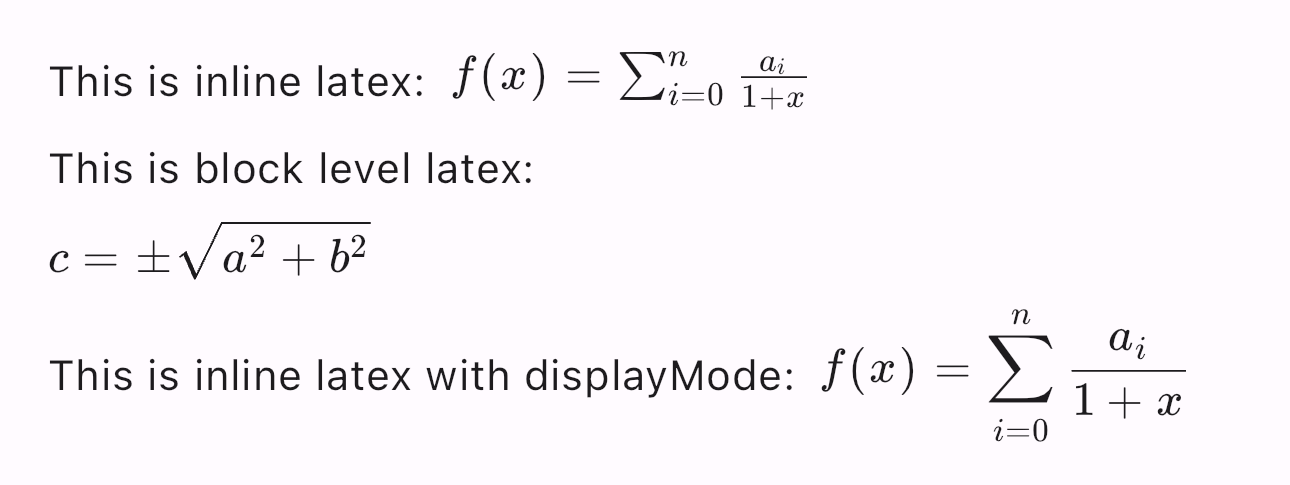 This is inline latex: $f(x) = \sum_{i=0}^{n} \frac{a_i}{1+x}$
This is block level latex:
$c = \pm\sqrt{a^2 + b^2}$
This is inline latex with displayMode: $f(x) = \displaystyle\sum_{i=0}^{n} \frac{a_i}{1+x}$